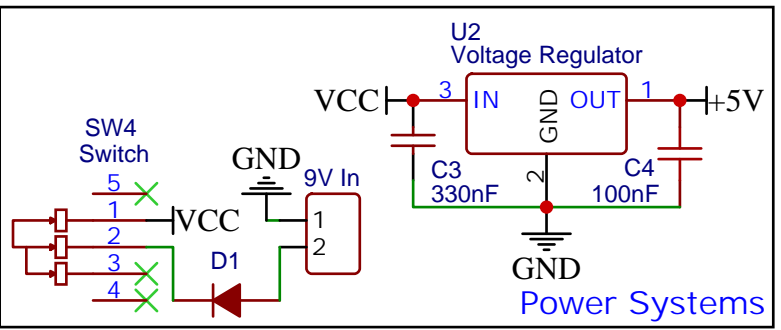 U2
Voltage Regulator
VCC
3
IN
GND
OUT
1
+5V
2
C3
330nF
C4
100nF
GND
SW4
Switch
5
1
VCC
2
3
4
D1
GND
9V In
1
2
Power Systems